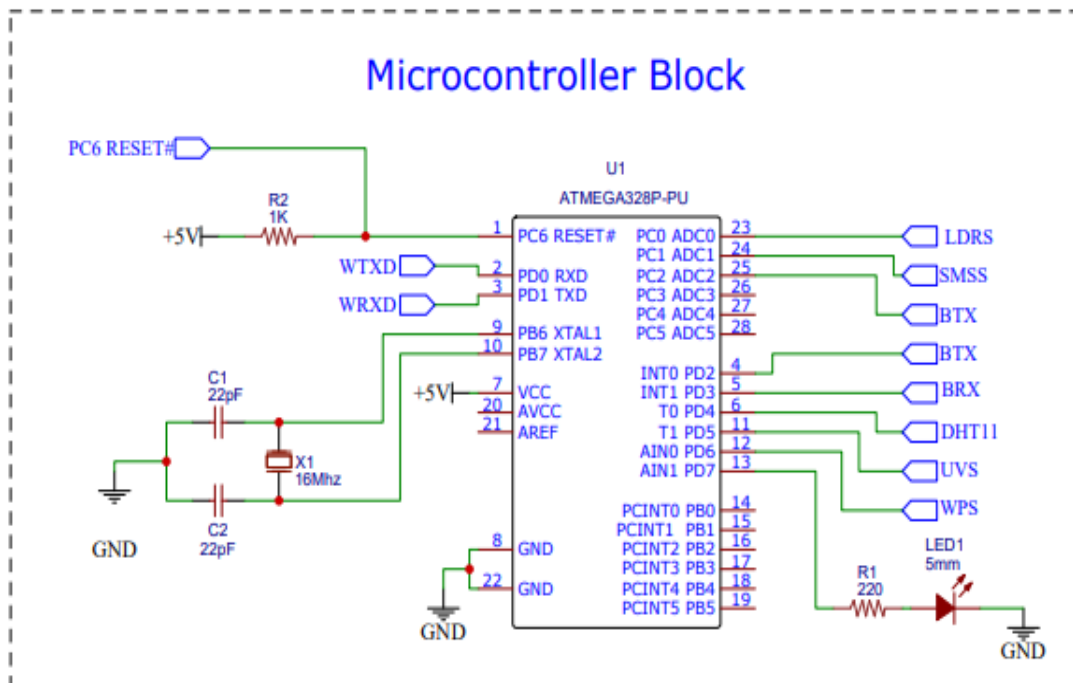 Microcontroller Block
PC6 RESET#
R2
1K
+5V
WTXD
WRXD
C1
22pF
X1
16Mhz
C2
22pF
GND
U1
ATMEGA328P-PU
1 PC6 RESET#
2 PD0 RXD
3 PD1 TXD
9 PB6 XTAL1
10 PB7 XTAL2
+5V
7 VCC
20 AVCC
21 AREF
8 GND
22 GND
GND
PC0 ADC0 23
PC1 ADC1 24
PC2 ADC2 25
PC3 ADC3 26
PC4 ADC4 27
PC5 ADC5 28
INT0 PD2 4
INT1 PD3 5
T0 PD4 6
T1 PD5 11
AIN0 PD6 12
AIN1 PD7 13
PCINT0 PB0 14
PCINT1 PB1 15
PCINT2 PB2 16
PCINT3 PB3 17
PCINT4 PB4 18
PCINT5 PB5 19
LDRS
SMSS
BTX
BTX
BRX
DHT11
UVS
WPS
R1
220
LED1
5mm
GND